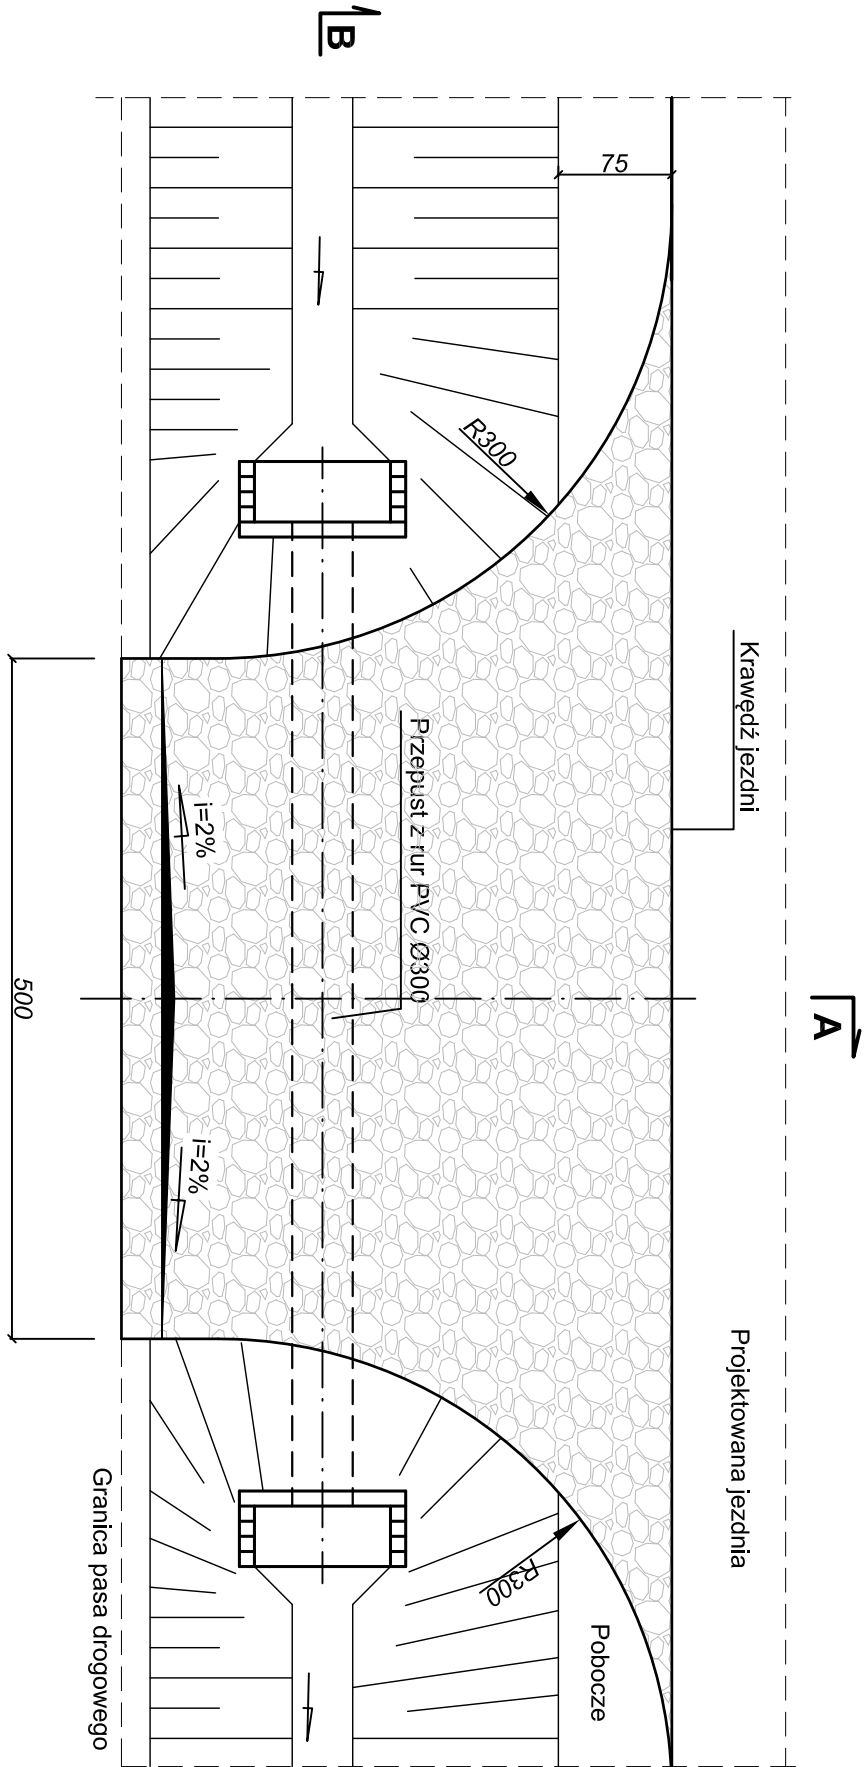 B
75
R300
Krawędź jezdni
Przepust z rur PVC Ø300
i=2%
500
A
i=2%
Projektowana jezdnia
R300
Pobocze
Granica pasa drogowego